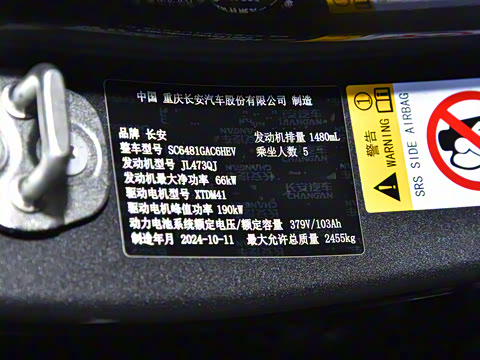 中国 重庆长安汽车股份有限公司 制造
品牌 长安
发动机排量 1480mL
整车型号 SC6481GAC6HEV
乘坐人数 5
发动机型号 JL473QJ
发动机最大净功率 66kW
驱动电机型号 XTDM41
驱动电机峰值功率 190kW
动力电池系统额定电压/额定容量 379V/103Ah
制造年月 2024-10-11 最大允许总质量 2455kg
长安汽车
CHANGAN
警告
WARNING
SRS SIDE AIRBAG